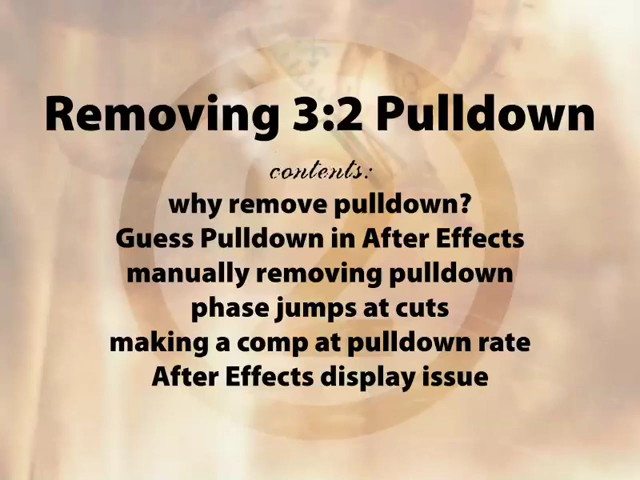 Removing 3:2 Pulldown
contents:
why remove pulldown?
Guess Pulldown in After Effects
manually removing pulldown
phase jumps at cuts
making a comp at pulldown rate
After Effects display issue